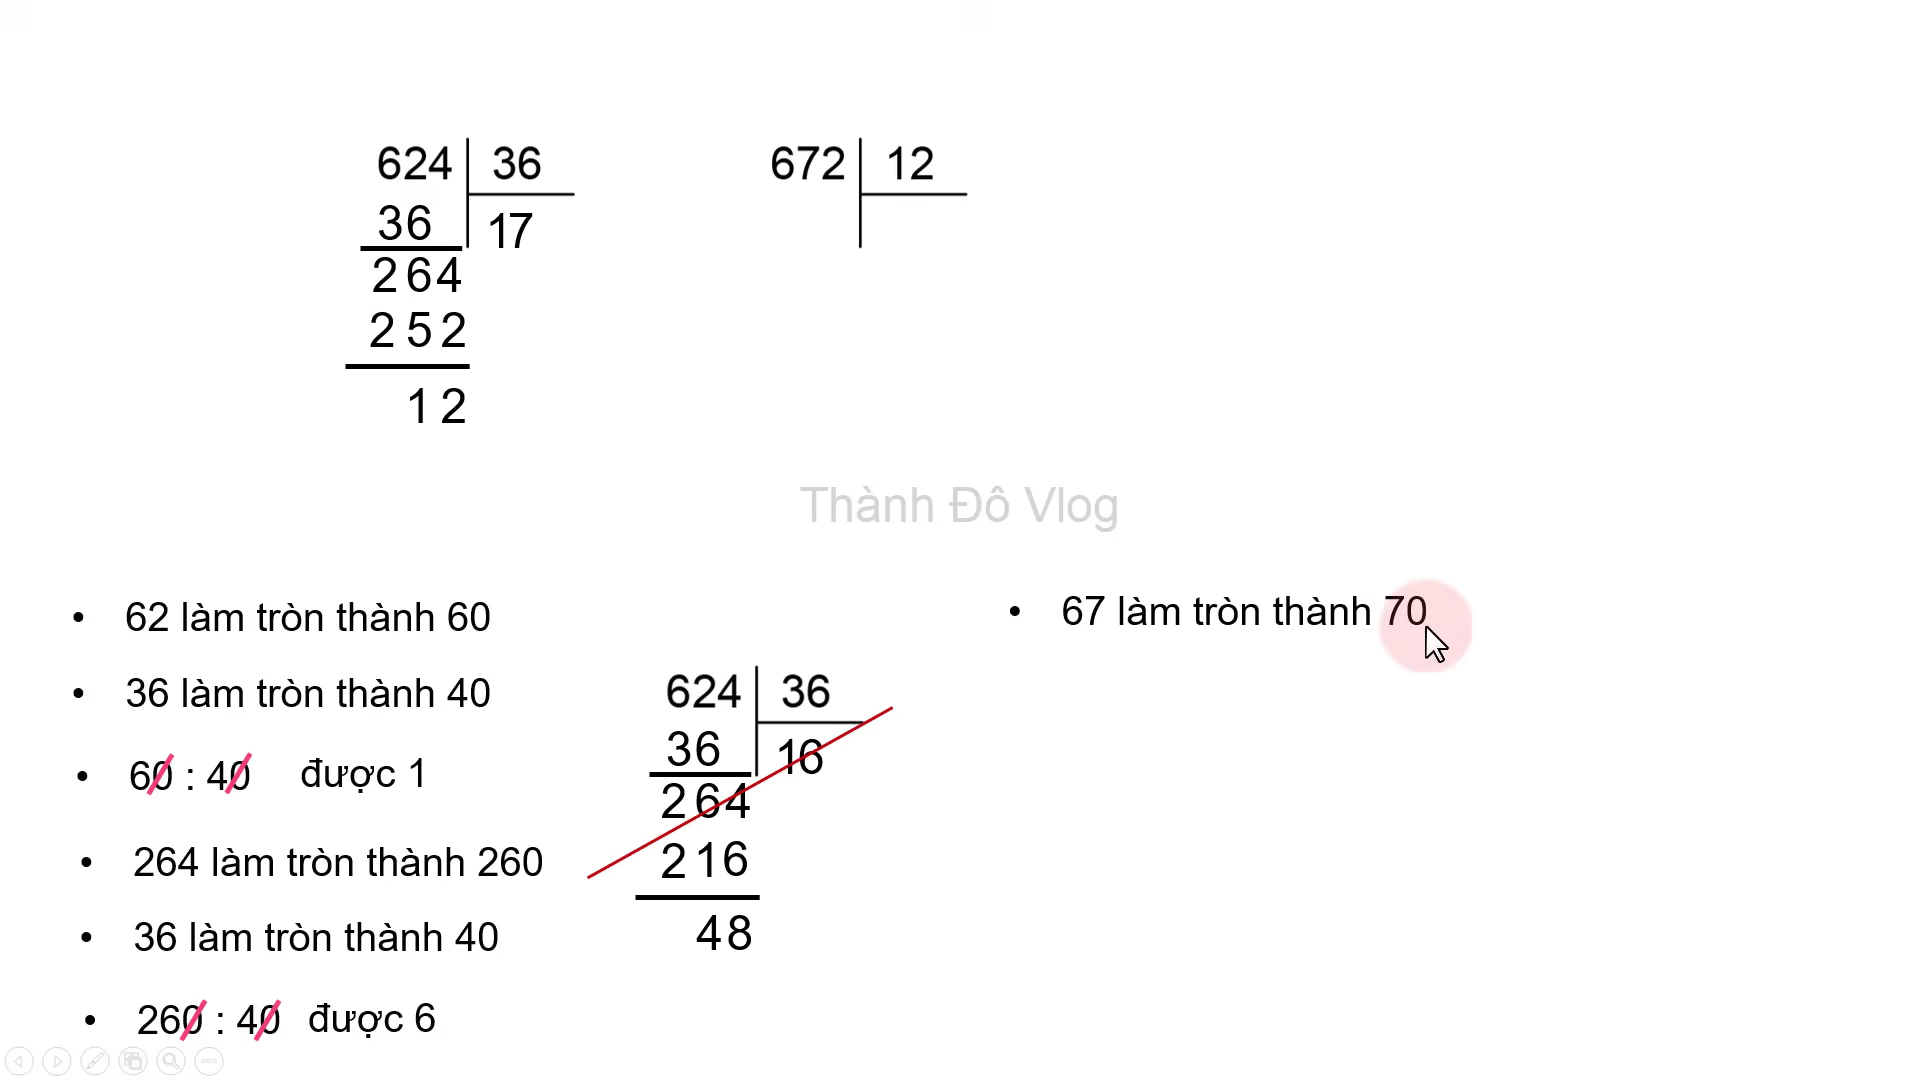 624 36
36 17
264
252
12
672 12
Thành Đô Vlog
• 62 làm tròn thành 60
• 36 làm tròn thành 40
• 60 : 40 được 1
• 264 làm tròn thành 260
• 36 làm tròn thành 40
• 260 : 40 được 6
624 36
36 16
264
216
48
• 67 làm tròn thành 70